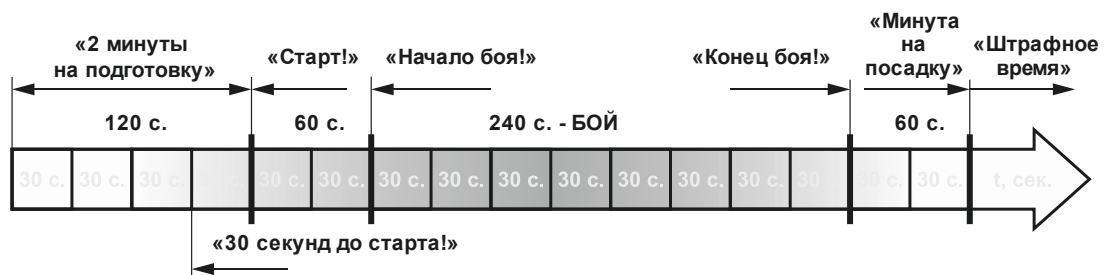 «2 минуты
на подготовку»
«Старт!»
«Начало боя!»
«Конец боя!»
«Минута
на
посадку»
«Штрафное
время»
120 с.
60 с.
240 с. - БОЙ
60 с.
30 с. 30 с. 30 с. 30 с. 30 с. 30 с. 30 с. 30 с. 30 с. 30 с. 30 с. 30 с. 30 с. 30 с. 30 с. 30 с. t, сек.
«30 секунд до старта!»